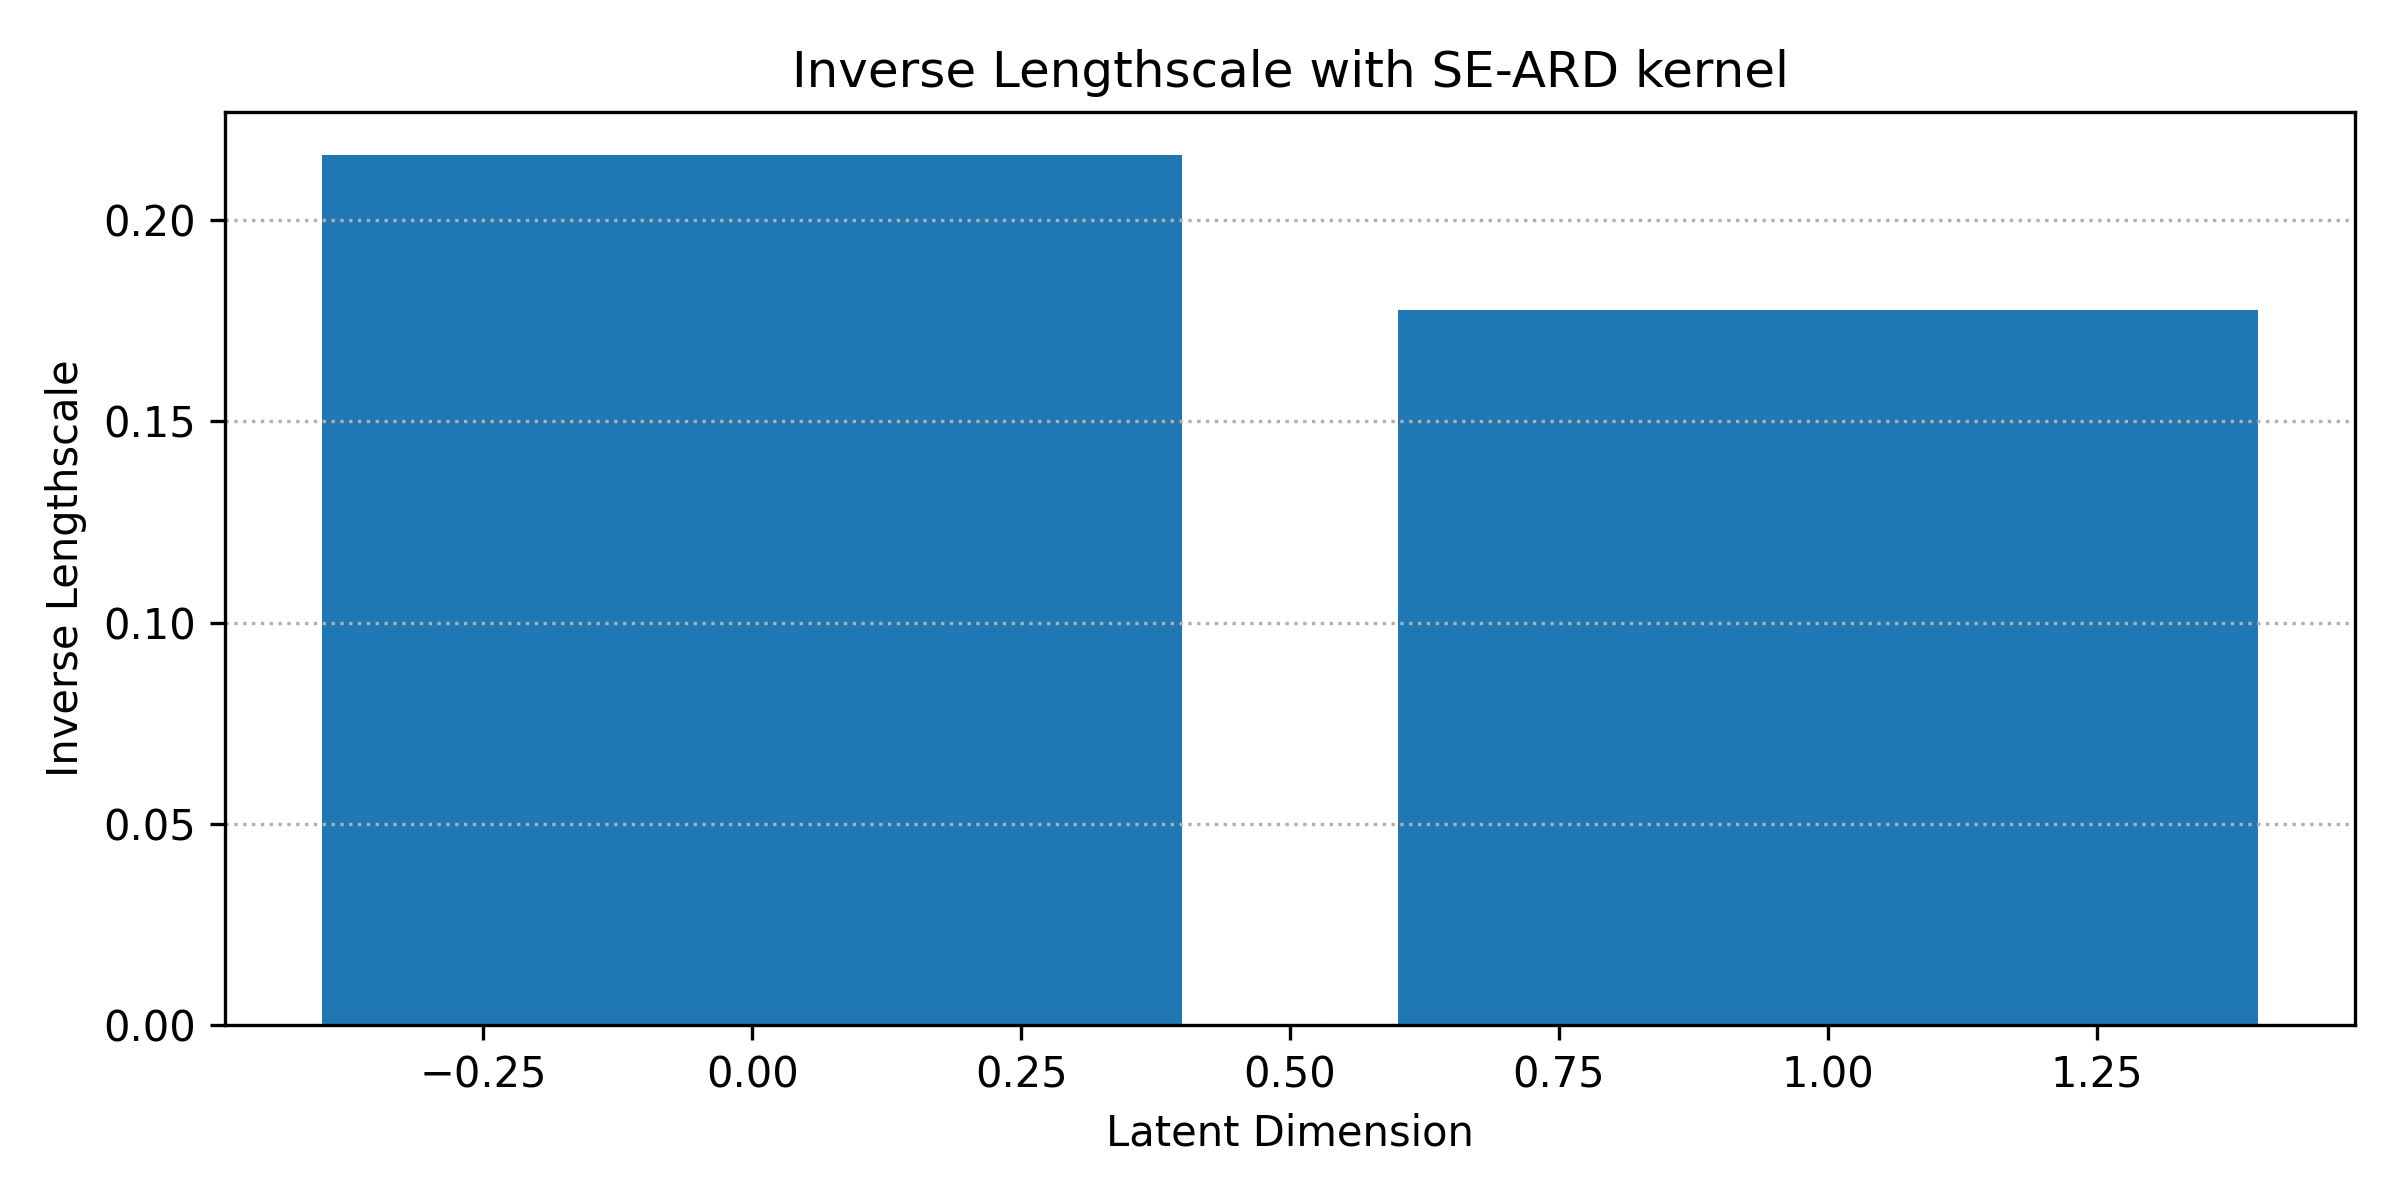 Inverse Lengthscale with SE-ARD kernel
Inverse Lengthscale
0.20
0.15
0.10
0.05
0.00
−0.25 0.00 0.25 0.50 0.75 1.00 1.25
Latent Dimension